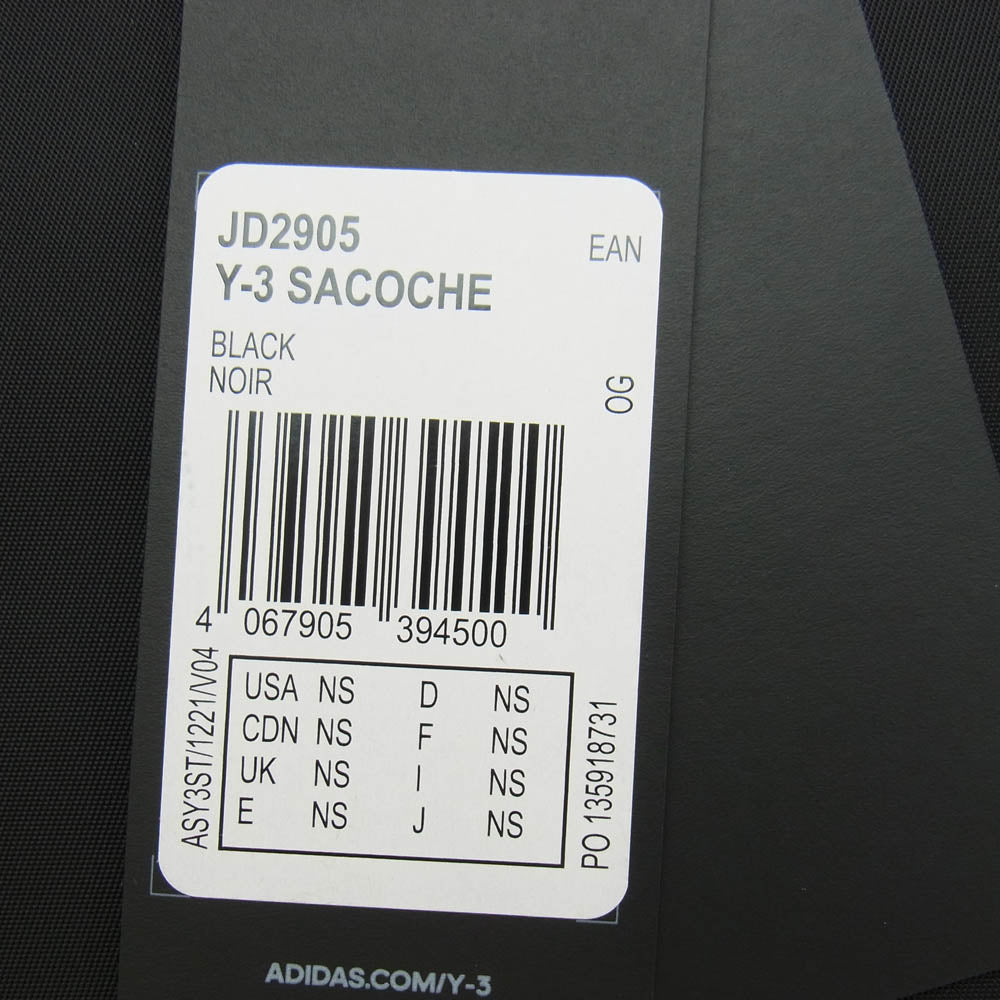 JD2905
EAN
Y-3 SACOCHE
BLACK
NOIR
OG
4 067905 394500
ASY3ST/1221/V04
USA NS D NS
CDN NS F NS
UK NS I NS
E NS J NS
PO 135918731
ADIDAS.COM/Y-3